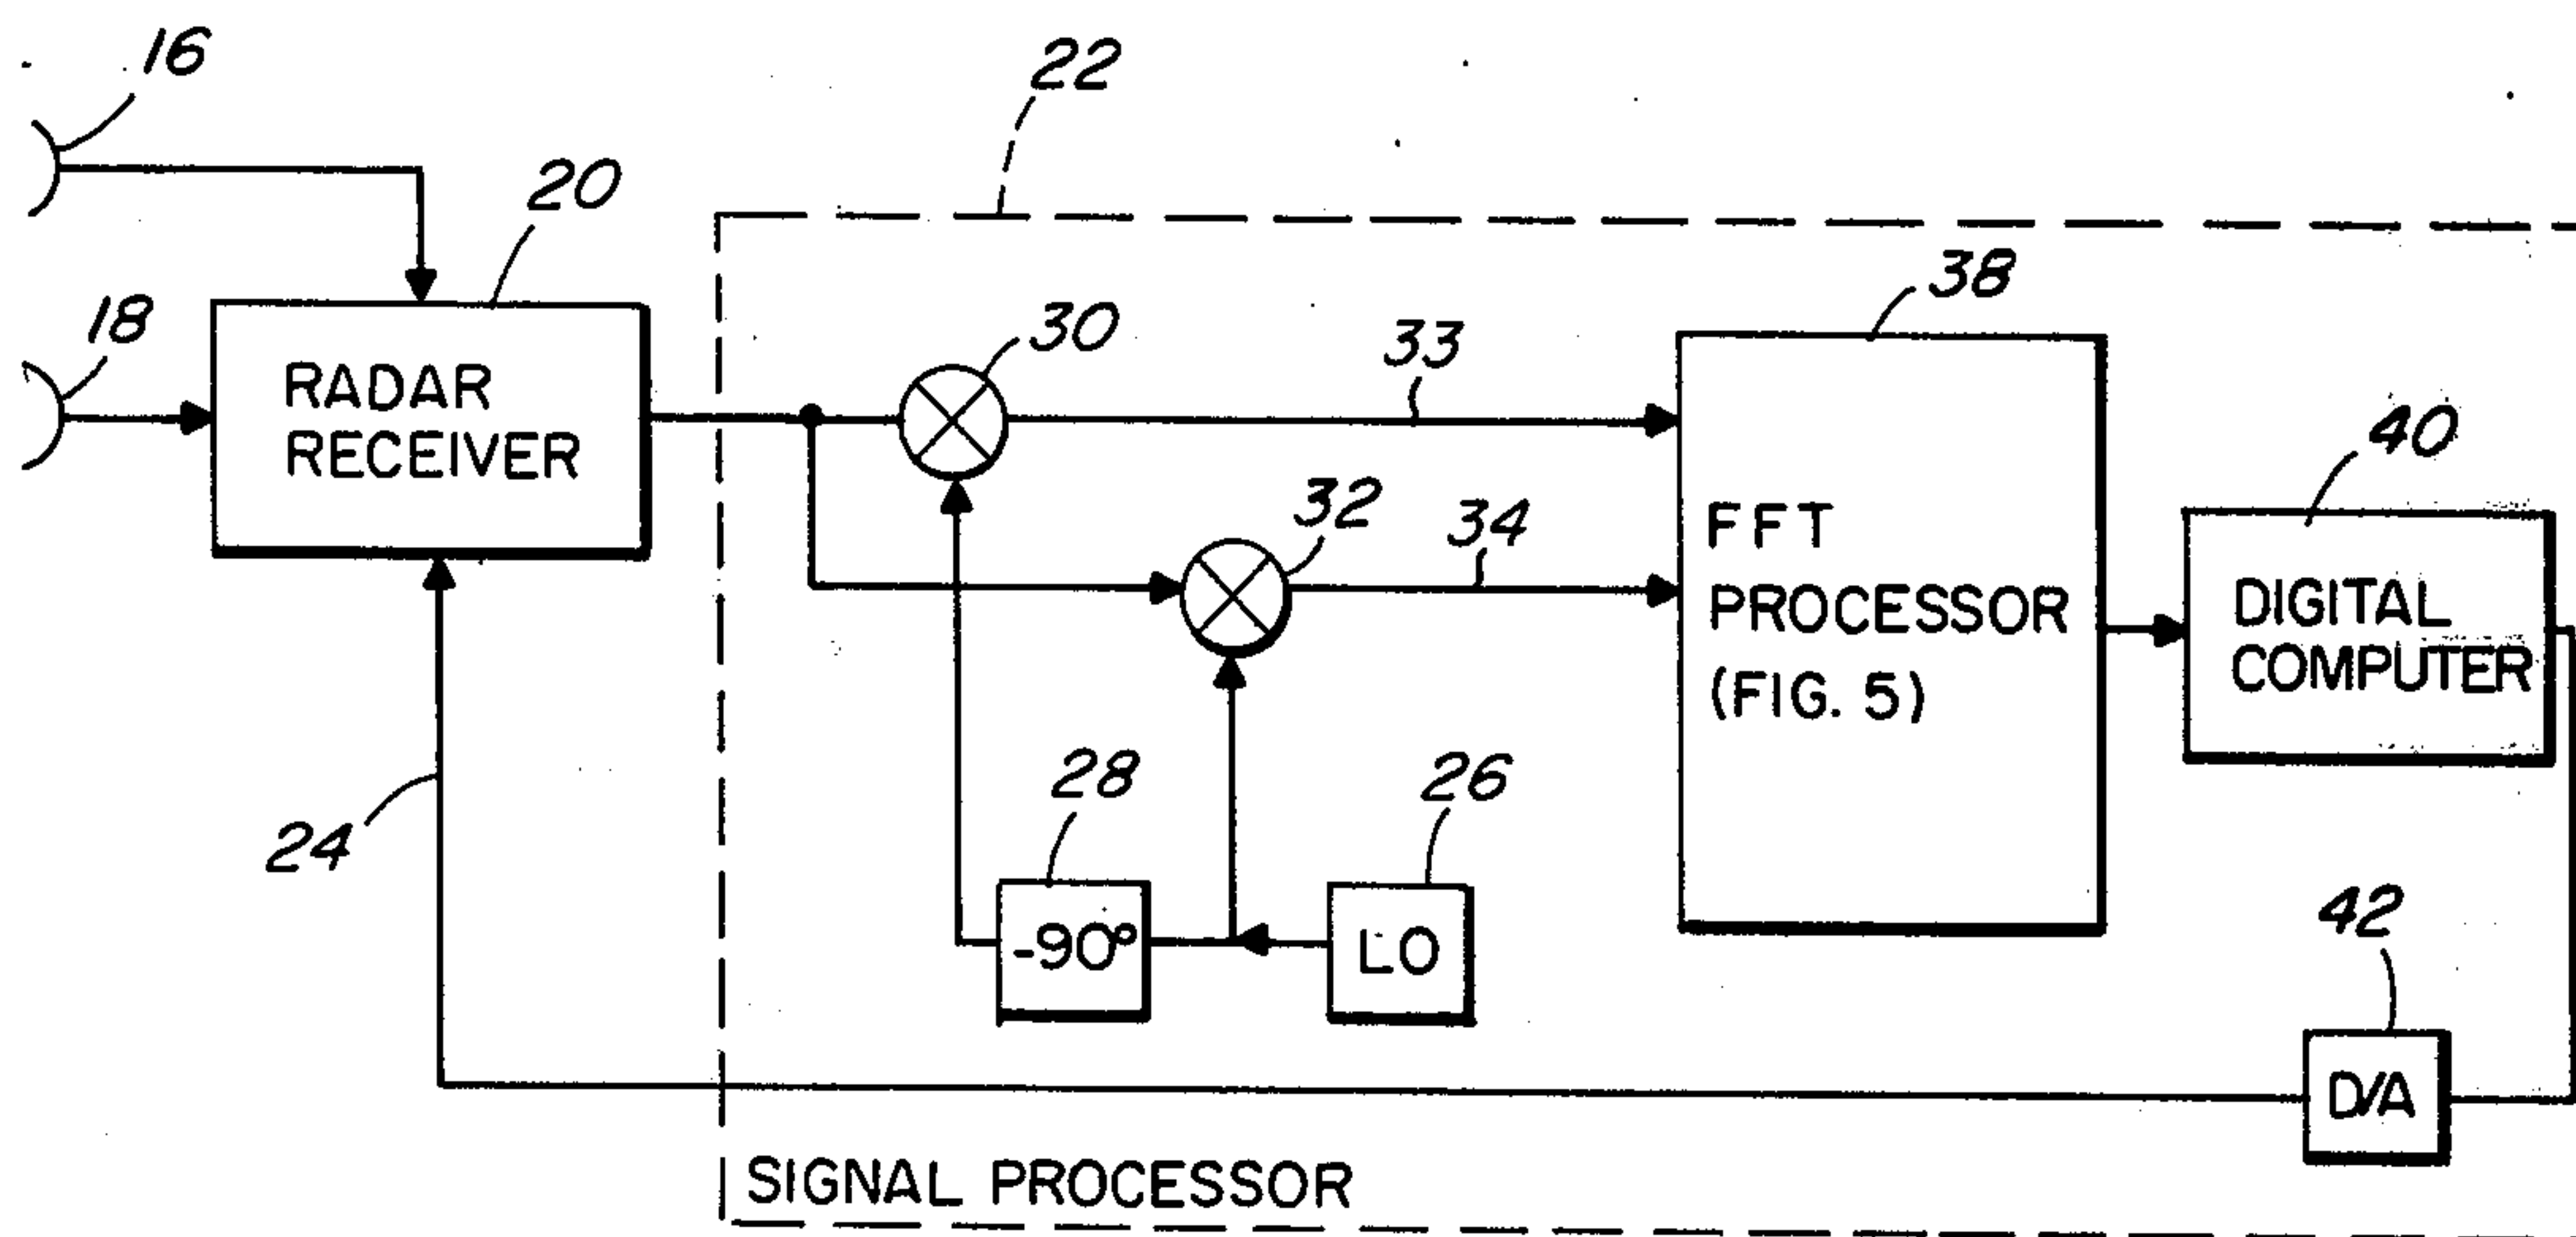 16
22
20
38
18
30
33
RADAR
RECEIVER
40
32
34
FFT
PROCESSOR
(FIG. 5)
DIGITAL
COMPUTER
28
26
24
-90°
LO
42
D/A
SIGNAL PROCESSOR